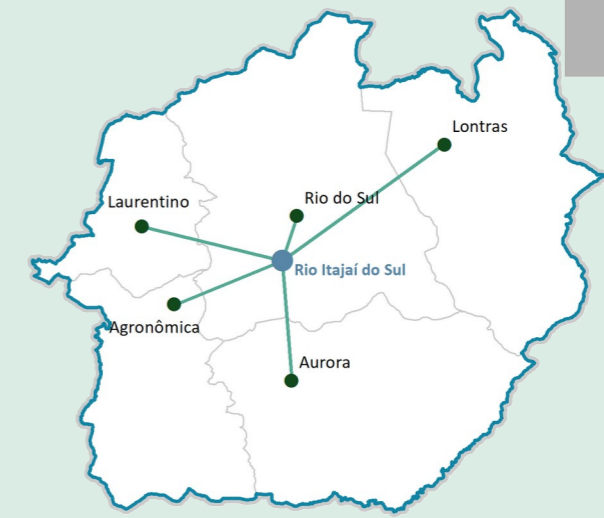 Lontras
Rio do Sul
Laurentino
Rio Itajaí do Sul
Agronômica
Aurora